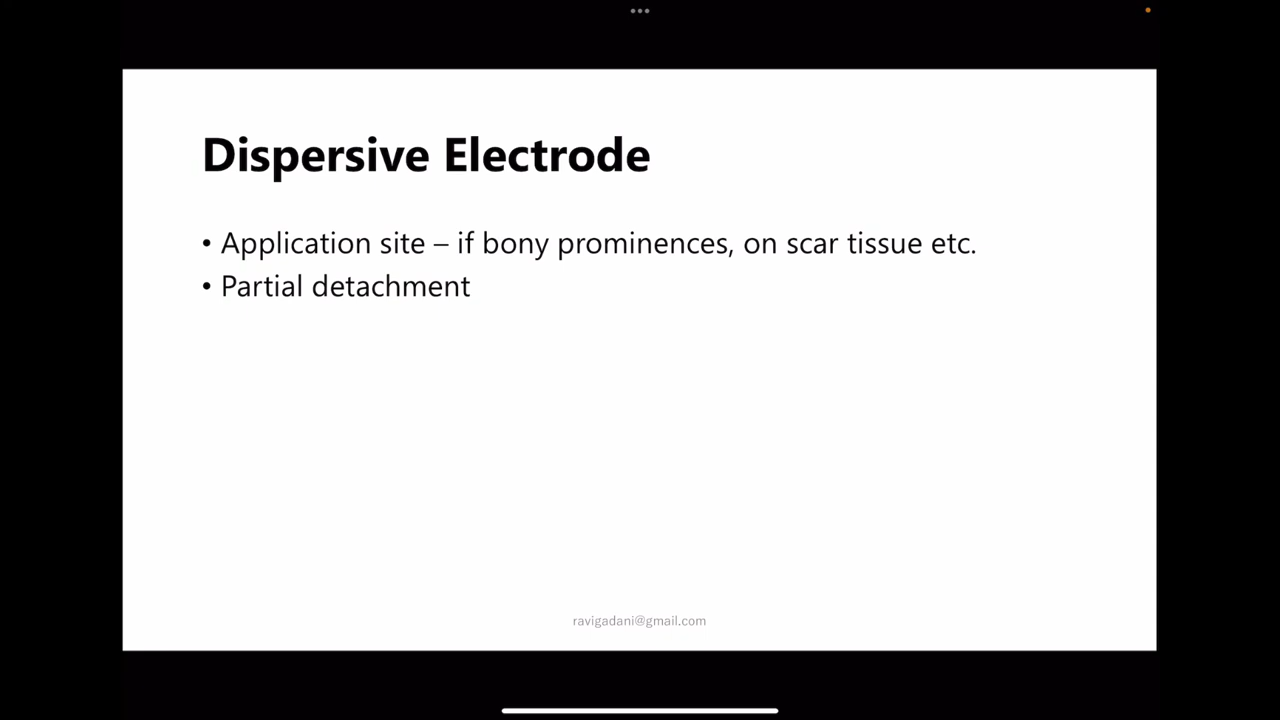 Dispersive Electrode
• Application site – if bony prominences, on scar tissue etc.
• Partial detachment
ravigadani@gmail.com